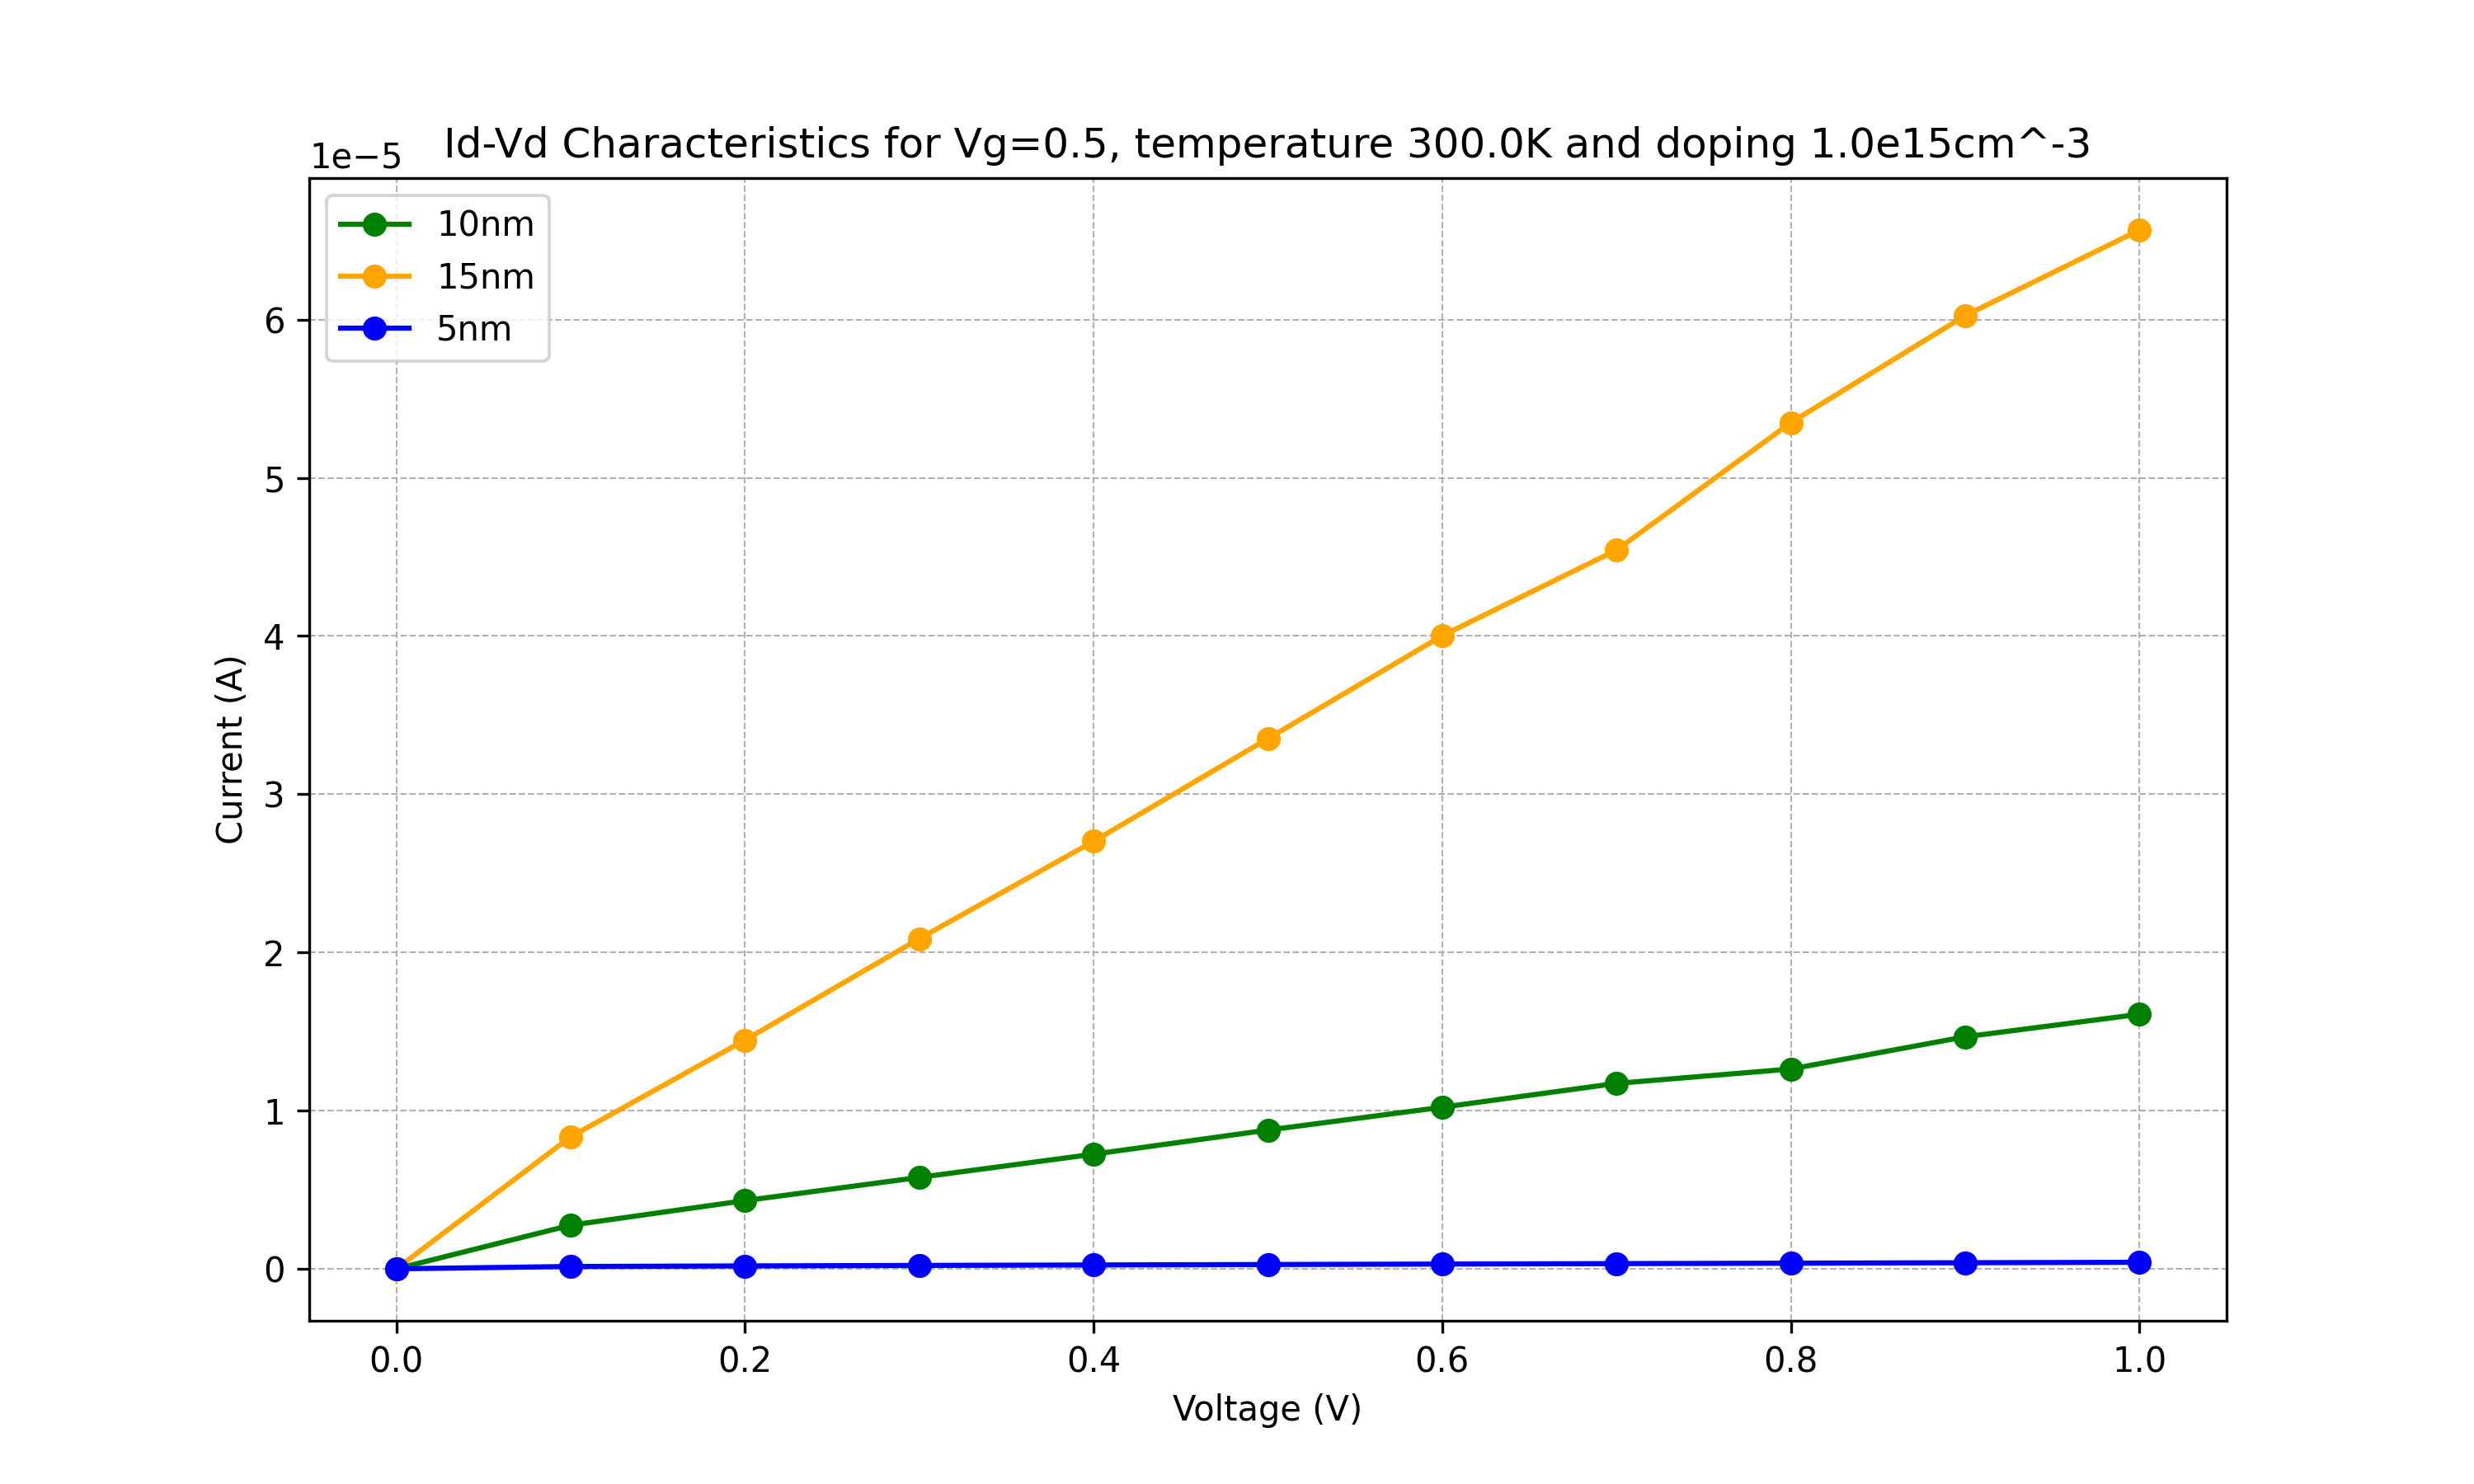 Id-Vd Characteristics for Vg=0.5, temperature 300.0K and doping 1.0e15cm^-3
1e−5
10nm
15nm
5nm
6
5
4
3
2
1
0
Current (A)
0.0 0.2 0.4 0.6 0.8 1.0
Voltage (V)